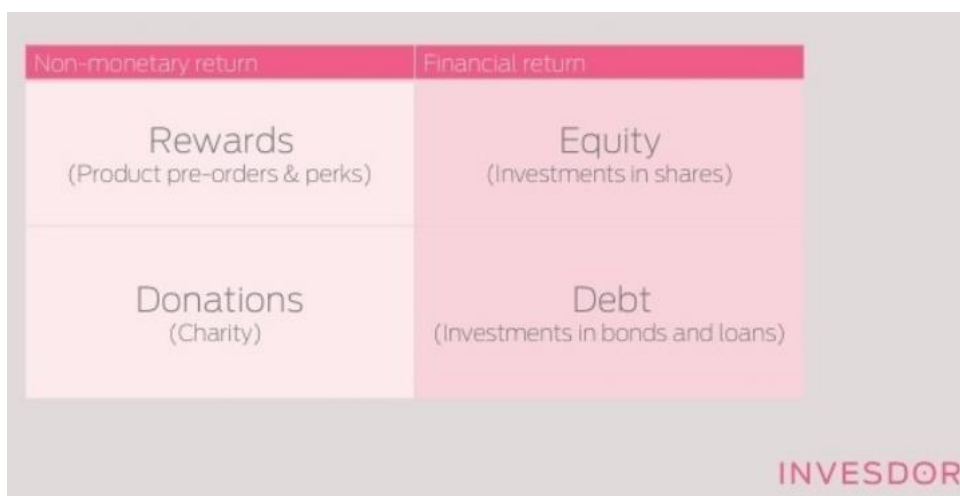 Non-monetary return
Financial return
Rewards
(Product pre-orders & perks)
Equity
(Investments in shares)
Donations
(Charity)
Debt
(Investments in bonds and loans)
INVESDOR